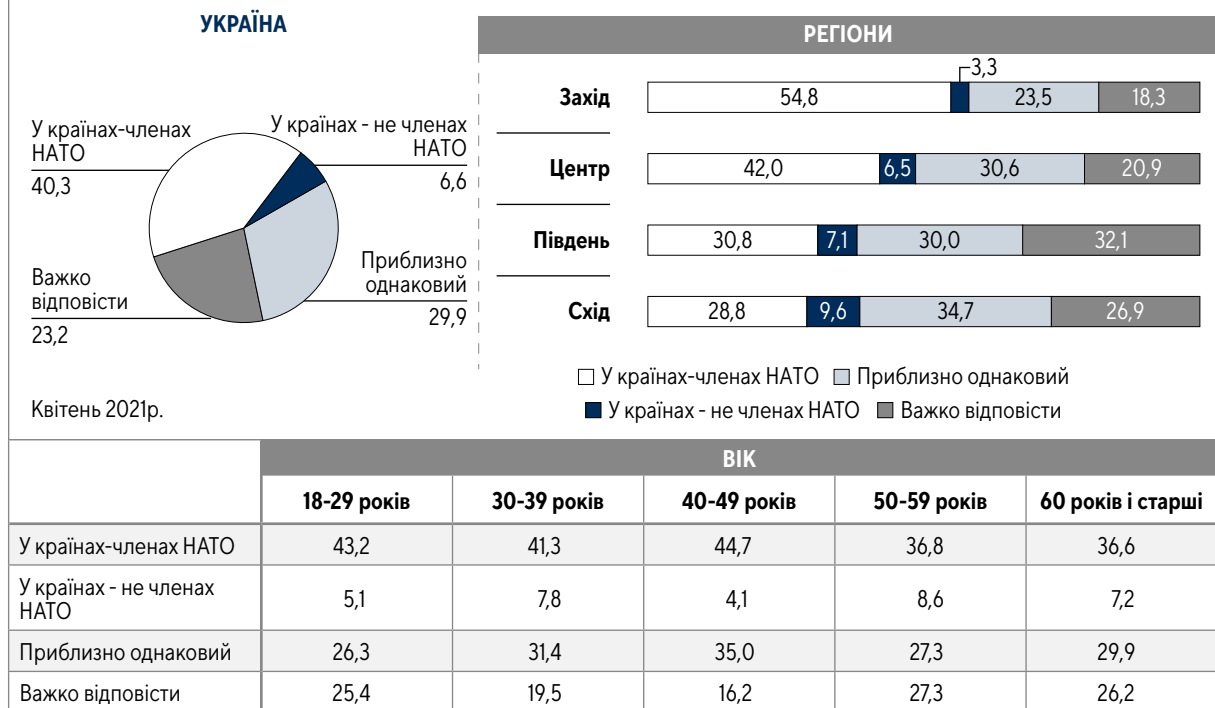 УКРАЇНА
У країнах-членах
НАТО
40,3
У країнах - не членах
НАТО
6,6
Приблизно
однаковий
29,9
Важко
відповісти
23,2
Квітень 2021р.
РЕГІОНИ
3,3
Захід 54,8 23,5 18,3
Центр 42,0 6,5 30,6 20,9
Південь 30,8 7,1 30,0 32,1
Схід 28,8 9,6 34,7 26,9
У країнах-членах НАТО Приблизно однаковий
У країнах - не членах НАТО Важко відповісти
ВІК
18-29 років 30-39 років 40-49 років 50-59 років 60 років і старші
У країнах-членах НАТО 43,2 41,3 44,7 36,8 36,6
У країнах - не членах
НАТО 5,1 7,8 4,1 8,6 7,2
Приблизно однаковий 26,3 31,4 35,0 27,3 29,9
Важко відповісти 25,4 19,5 16,2 27,3 26,2